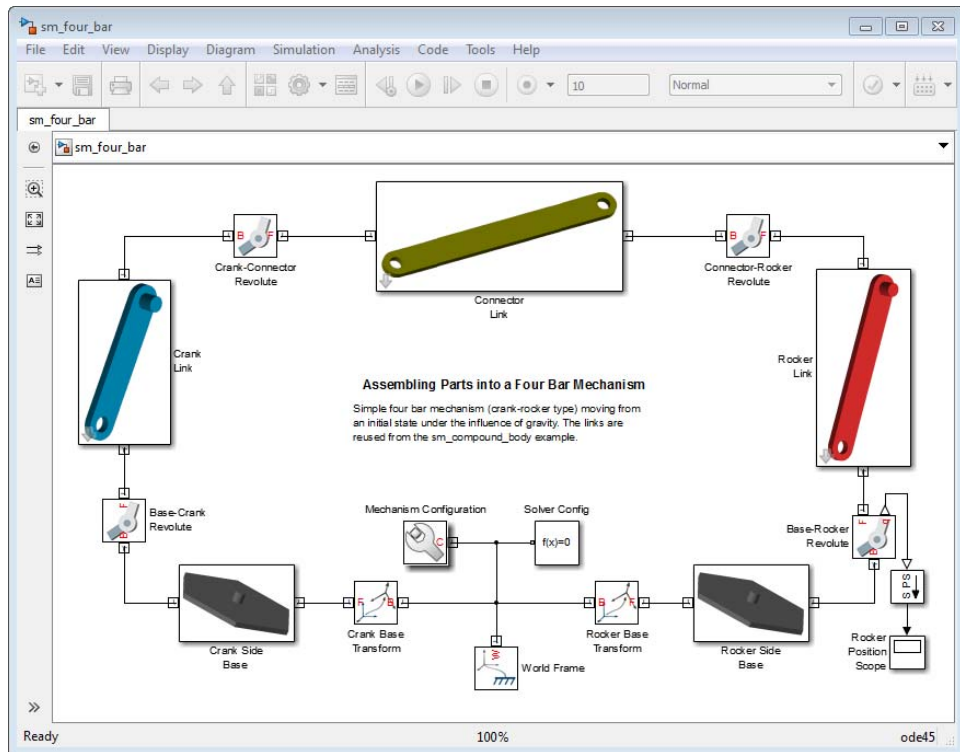 sm_four_bar
File Edit View Display Diagram Simulation Analysis Code Tools Help
10
Normal
sm_four_bar
sm_four_bar
B F
Crank-Connector
Revolute
Connector
Link
B F
Connector-Rocker
Revolute
Crank
Link
Rocker
Link
Assembling Parts into a Four Bar Mechanism
Simple four bar mechanism (crank-rocker type) moving from
an initial state under the influence of gravity. The links are
reused from the sm_compound_body example.
F
B
Base-Crank
Revolute
Mechanism Configuration
C
Solver Config
f(x)=0
Base-Rocker
Revolute
F
q
B
S PS
Crank Side
Base
F B
Crank Base
Transform
W
World Frame
B F
Rocker Base
Transform
Rocker Side
Base
Rocker
Position
Scope
Ready
100%
ode45